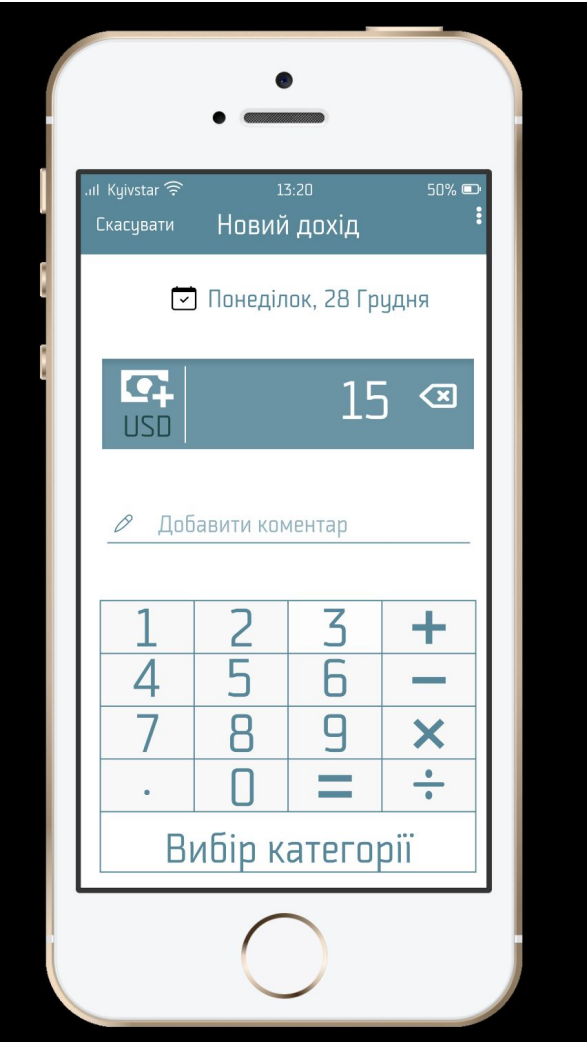 Kyivstar 13:20 50%
Скасувати Новий дохід
Понеділок, 28 Грудня
15
USD
Добавити коментар
1 2 3 +
4 5 6 −
7 8 9 ×
. 0 = ÷
Вибір категорії